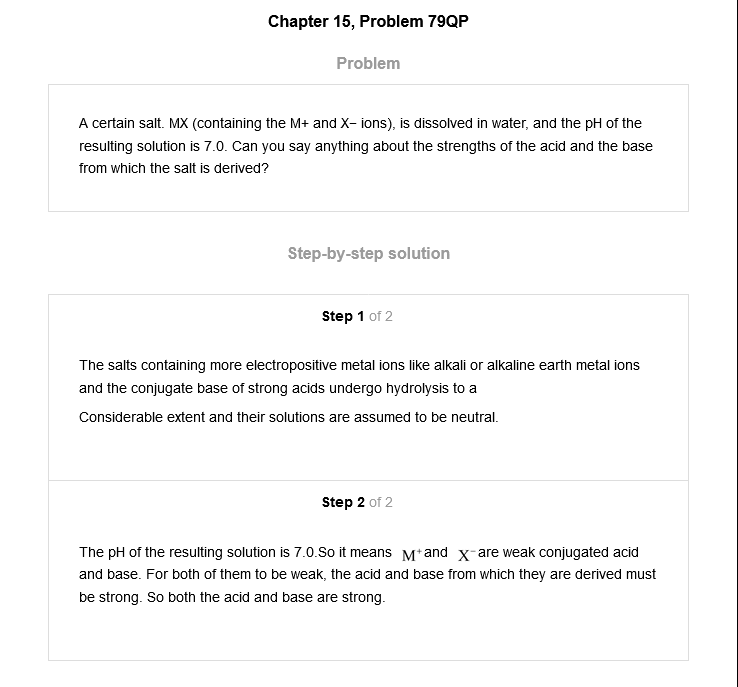 Chapter 15, Problem 79QP
Problem
A certain salt. MX (containing the M+ and X− ions), is dissolved in water, and the pH of the
resulting solution is 7.0. Can you say anything about the strengths of the acid and the base
from which the salt is derived?
Step-by-step solution
Step 1 of 2
The salts containing more electropositive metal ions like alkali or alkaline earth metal ions
and the conjugate base of strong acids undergo hydrolysis to a
Considerable extent and their solutions are assumed to be neutral.
Step 2 of 2
The pH of the resulting solution is 7.0.So it means M⁺and X⁻are weak conjugated acid
and base. For both of them to be weak, the acid and base from which they are derived must
be strong. So both the acid and base are strong.